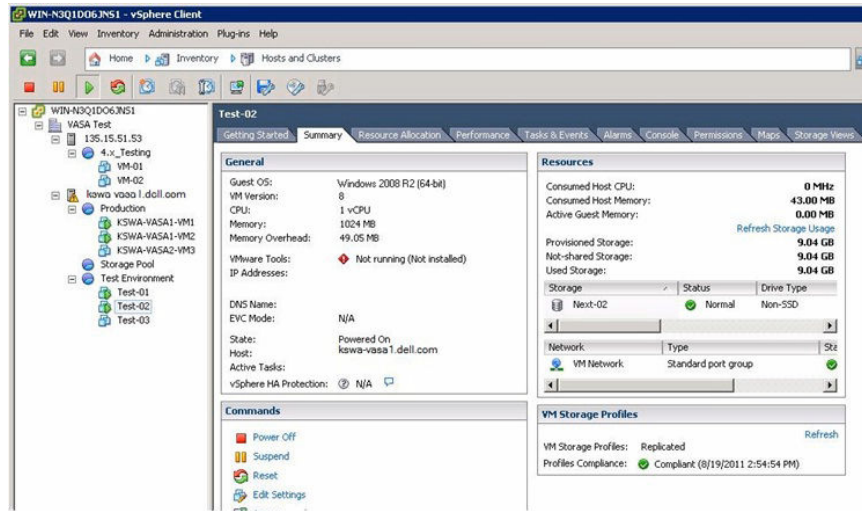 WIN-N3Q1DO6JNS1 - vSphere Client
File Edit View Inventory Administration Plug-ins Help
Home Inventory Hosts and Clusters
WIN-N3Q1DO6JNS1
VASA Test
135.15.51.53
4.x_Testing
VM-01
VM-02
kswa vasa1.dell.com
Production
KSWA-VASA1-VM1
KSWA-VASA1-VM2
KSWA-VASA2-VM3
Storage Pool
Test Environment
Test-01
Test-02
Test-03
Test-02
Getting Started Summary Resource Allocation Performance Tasks & Events Alarms Console Permissions Maps Storage Views
General
Guest OS: Windows 2008 R2 (64-bit)
VM Version: 8
CPU: 1 vCPU
Memory: 1024 MB
Memory Overhead: 49.05 MB
VMware Tools: Not running (Not installed)
IP Addresses:
DNS Name:
EVC Mode: N/A
State: Powered On
Host: kswa-vasa1.dell.com
Active Tasks:
vSphere HA Protection: N/A
Commands
Power Off
Suspend
Reset
Edit Settings
Resources
Consumed Host CPU: 0 MHz
Consumed Host Memory: 43.00 MB
Active Guest Memory: 0.00 MB
Refresh Storage Usage
Provisioned Storage: 9.04 GB
Not-shared Storage: 9.04 GB
Used Storage: 9.04 GB
Storage Status Drive Type
Next-02 Normal Non-SSD
Network Type Sta
VM Network Standard port group
VM Storage Profiles
Refresh
VM Storage Profiles: Replicated
Profiles Compliance: Compliant (8/19/2011 2:54:54 PM)